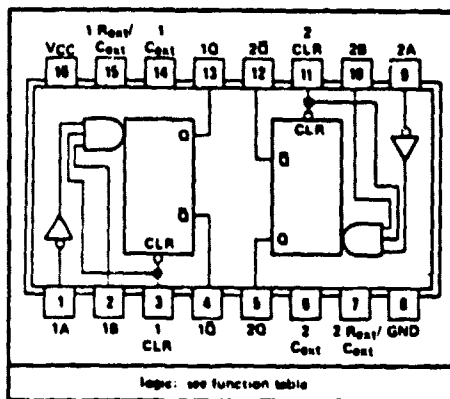 1 Rext/ 1 2
VCC Cext Cext 1Q 2Q̅ CLR 2B 2A
16 15 14 13 12 11 10 9
CLR
Q Q̅
Q̅ Q
CLR
1 2 3 4 5 6 7 8
1A 1B 1 1Q̅ 2Q 2 2 Rext/ GND
CLR Cext Cext
logic: see function table